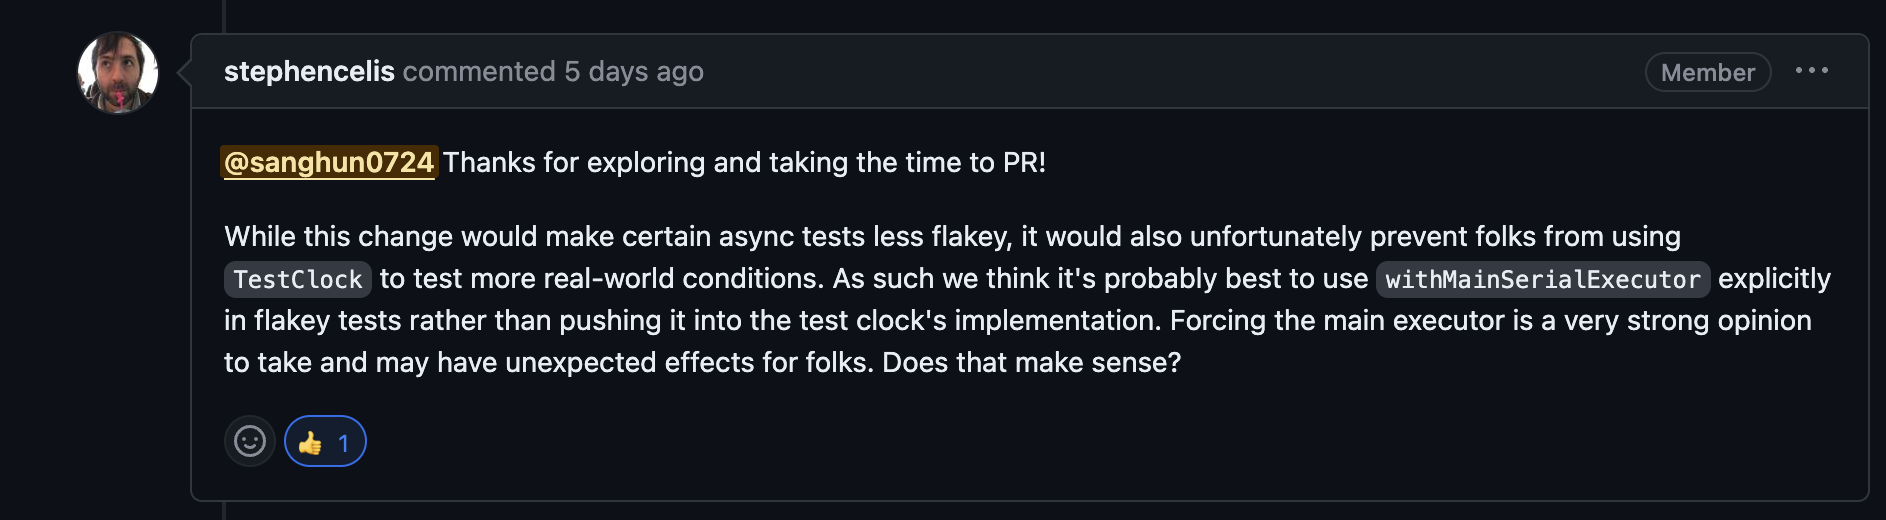 stephencelis commented 5 days ago
Member
@sanghun0724 Thanks for exploring and taking the time to PR!
While this change would make certain async tests less flakey, it would also unfortunately prevent folks from using
TestClock to test more real-world conditions. As such we think it's probably best to use withMainSerialExecutor explicitly
in flakey tests rather than pushing it into the test clock's implementation. Forcing the main executor is a very strong opinion
to take and may have unexpected effects for folks. Does that make sense?
👍 1